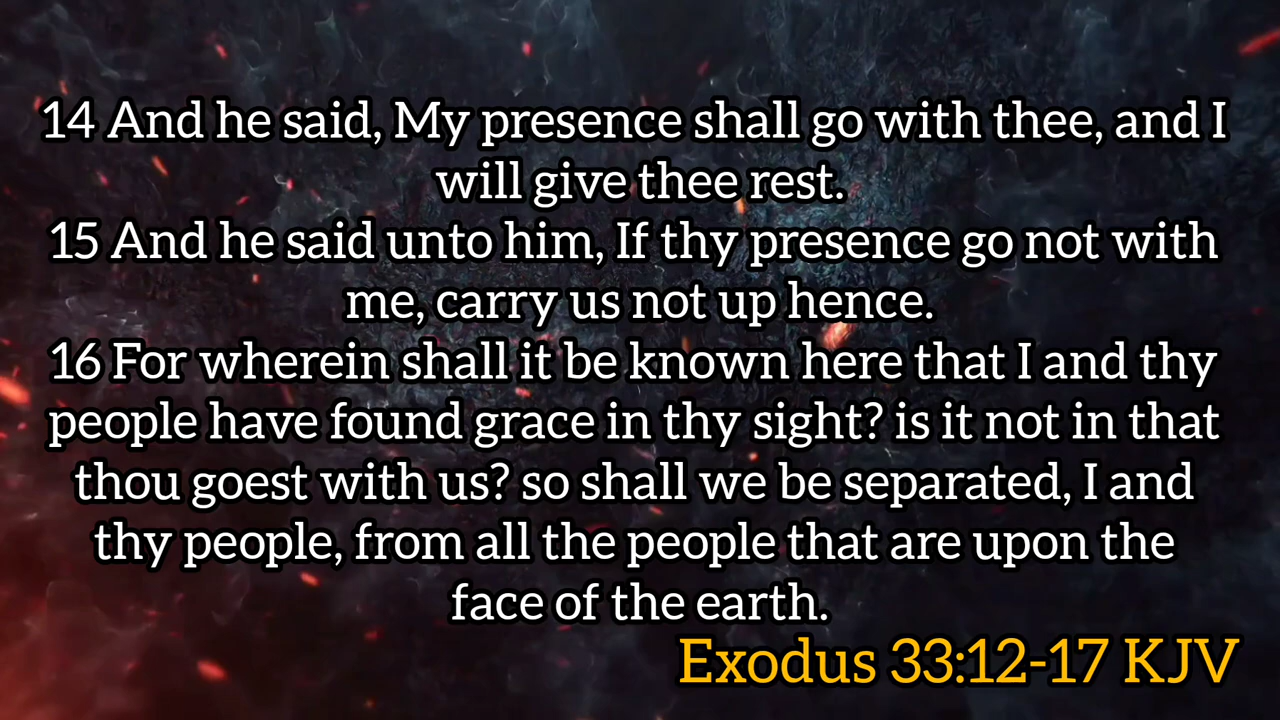 14 And he said, My presence shall go with thee, and I
will give thee rest.
15 And he said unto him, If thy presence go not with
me, carry us not up hence.
16 For wherein shall it be known here that I and thy
people have found grace in thy sight? is it not in that
thou goest with us? so shall we be separated, I and
thy people, from all the people that are upon the
face of the earth.
Exodus 33:12-17 KJV